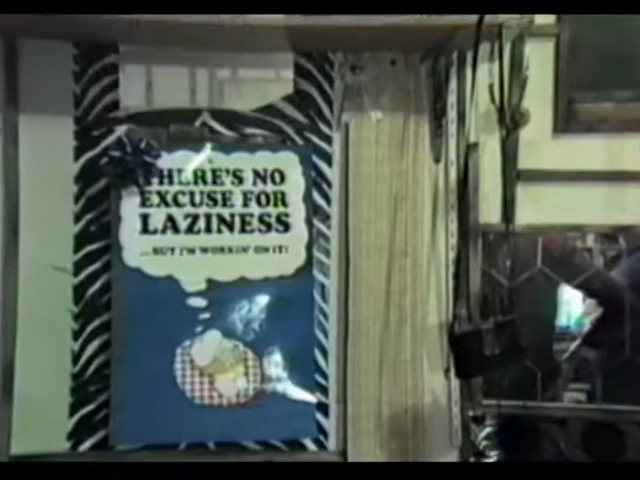 THERE'S NO
EXCUSE FOR
LAZINESS
...BUT I'M WORKIN' ON IT!